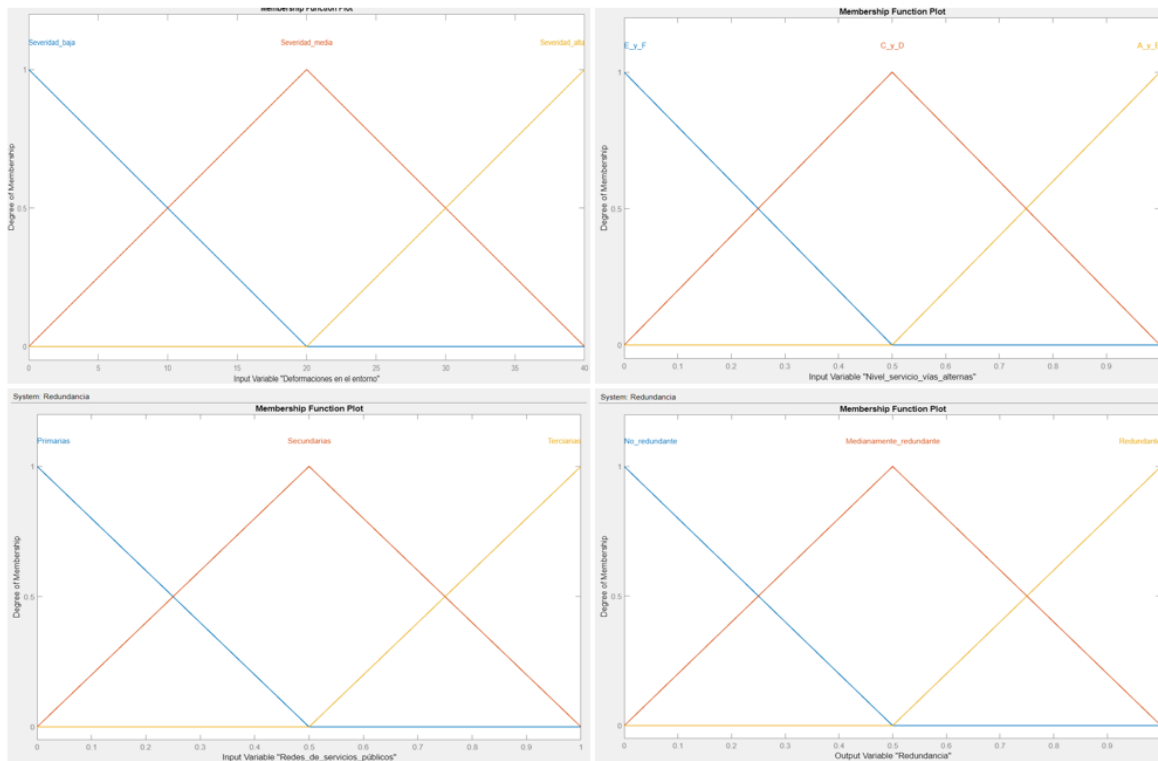 Membership Function Plot
Severidad_baja Severidad_media Severidad_alta
1
0.5
0
Degree of Membership
0 5 10 15 20 25 30 35 40
Input Variable "Deformaciones en el entorno"
Membership Function Plot
E_y_F C_y_D A_y_B
1
0.5
0
Degree of Membership
0 0.1 0.2 0.3 0.4 0.5 0.6 0.7 0.8 0.9
Input Variable "Nivel_servicio_vías_alternas"
System: Redundancia
Membership Function Plot
Primarias Secundarias Terciarias
1
0.5
0
Degree of Membership
0 0.1 0.2 0.3 0.4 0.5 0.6 0.7 0.8 0.9 1
Input Variable "Redes_de_servicios_públicos"
System: Redundancia
Membership Function Plot
No_redundante Medianamente_redundante Redundante
1
0.5
0
Degree of Membership
0 0.1 0.2 0.3 0.4 0.5 0.6 0.7 0.8 0.9
Output Variable "Redundancia"